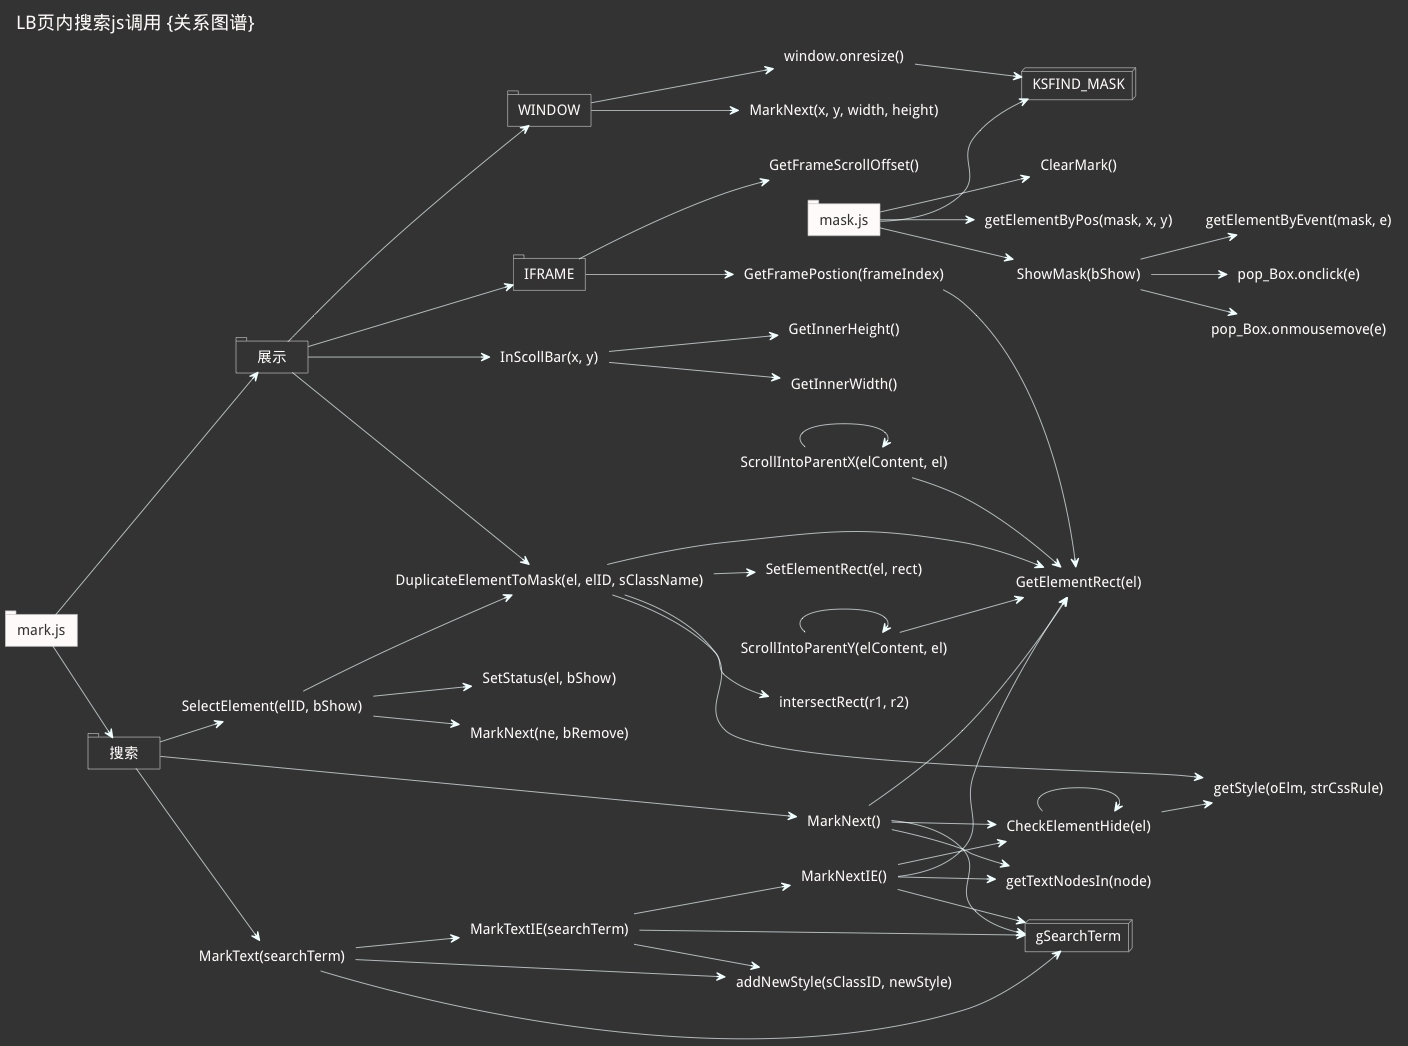 LB页内搜索js调用 {关系图谱}
window.onresize()
KSFIND_MASK
WINDOW
MarkNext(x, y, width, height)
GetFrameScrollOffset()
ClearMark()
mask.js
getElementByPos(mask, x, y)
getElementByEvent(mask, e)
IFRAME
GetFramePostion(frameIndex)
ShowMask(bShow)
pop_Box.onclick(e)
pop_Box.onmousemove(e)
GetInnerHeight()
展示
InScollBar(x, y)
GetInnerWidth()
ScrollIntoParentX(elContent, el)
DuplicateElementToMask(el, elID, sClassName)
SetElementRect(el, rect)
GetElementRect(el)
mark.js
ScrollIntoParentY(elContent, el)
SetStatus(el, bShow)
SelectElement(elID, bShow)
intersectRect(r1, r2)
MarkNext(ne, bRemove)
搜索
getStyle(oElm, strCssRule)
MarkNext()
CheckElementHide(el)
MarkNextIE()
getTextNodesIn(node)
MarkTextIE(searchTerm)
gSearchTerm
MarkText(searchTerm)
addNewStyle(sClassID, newStyle)